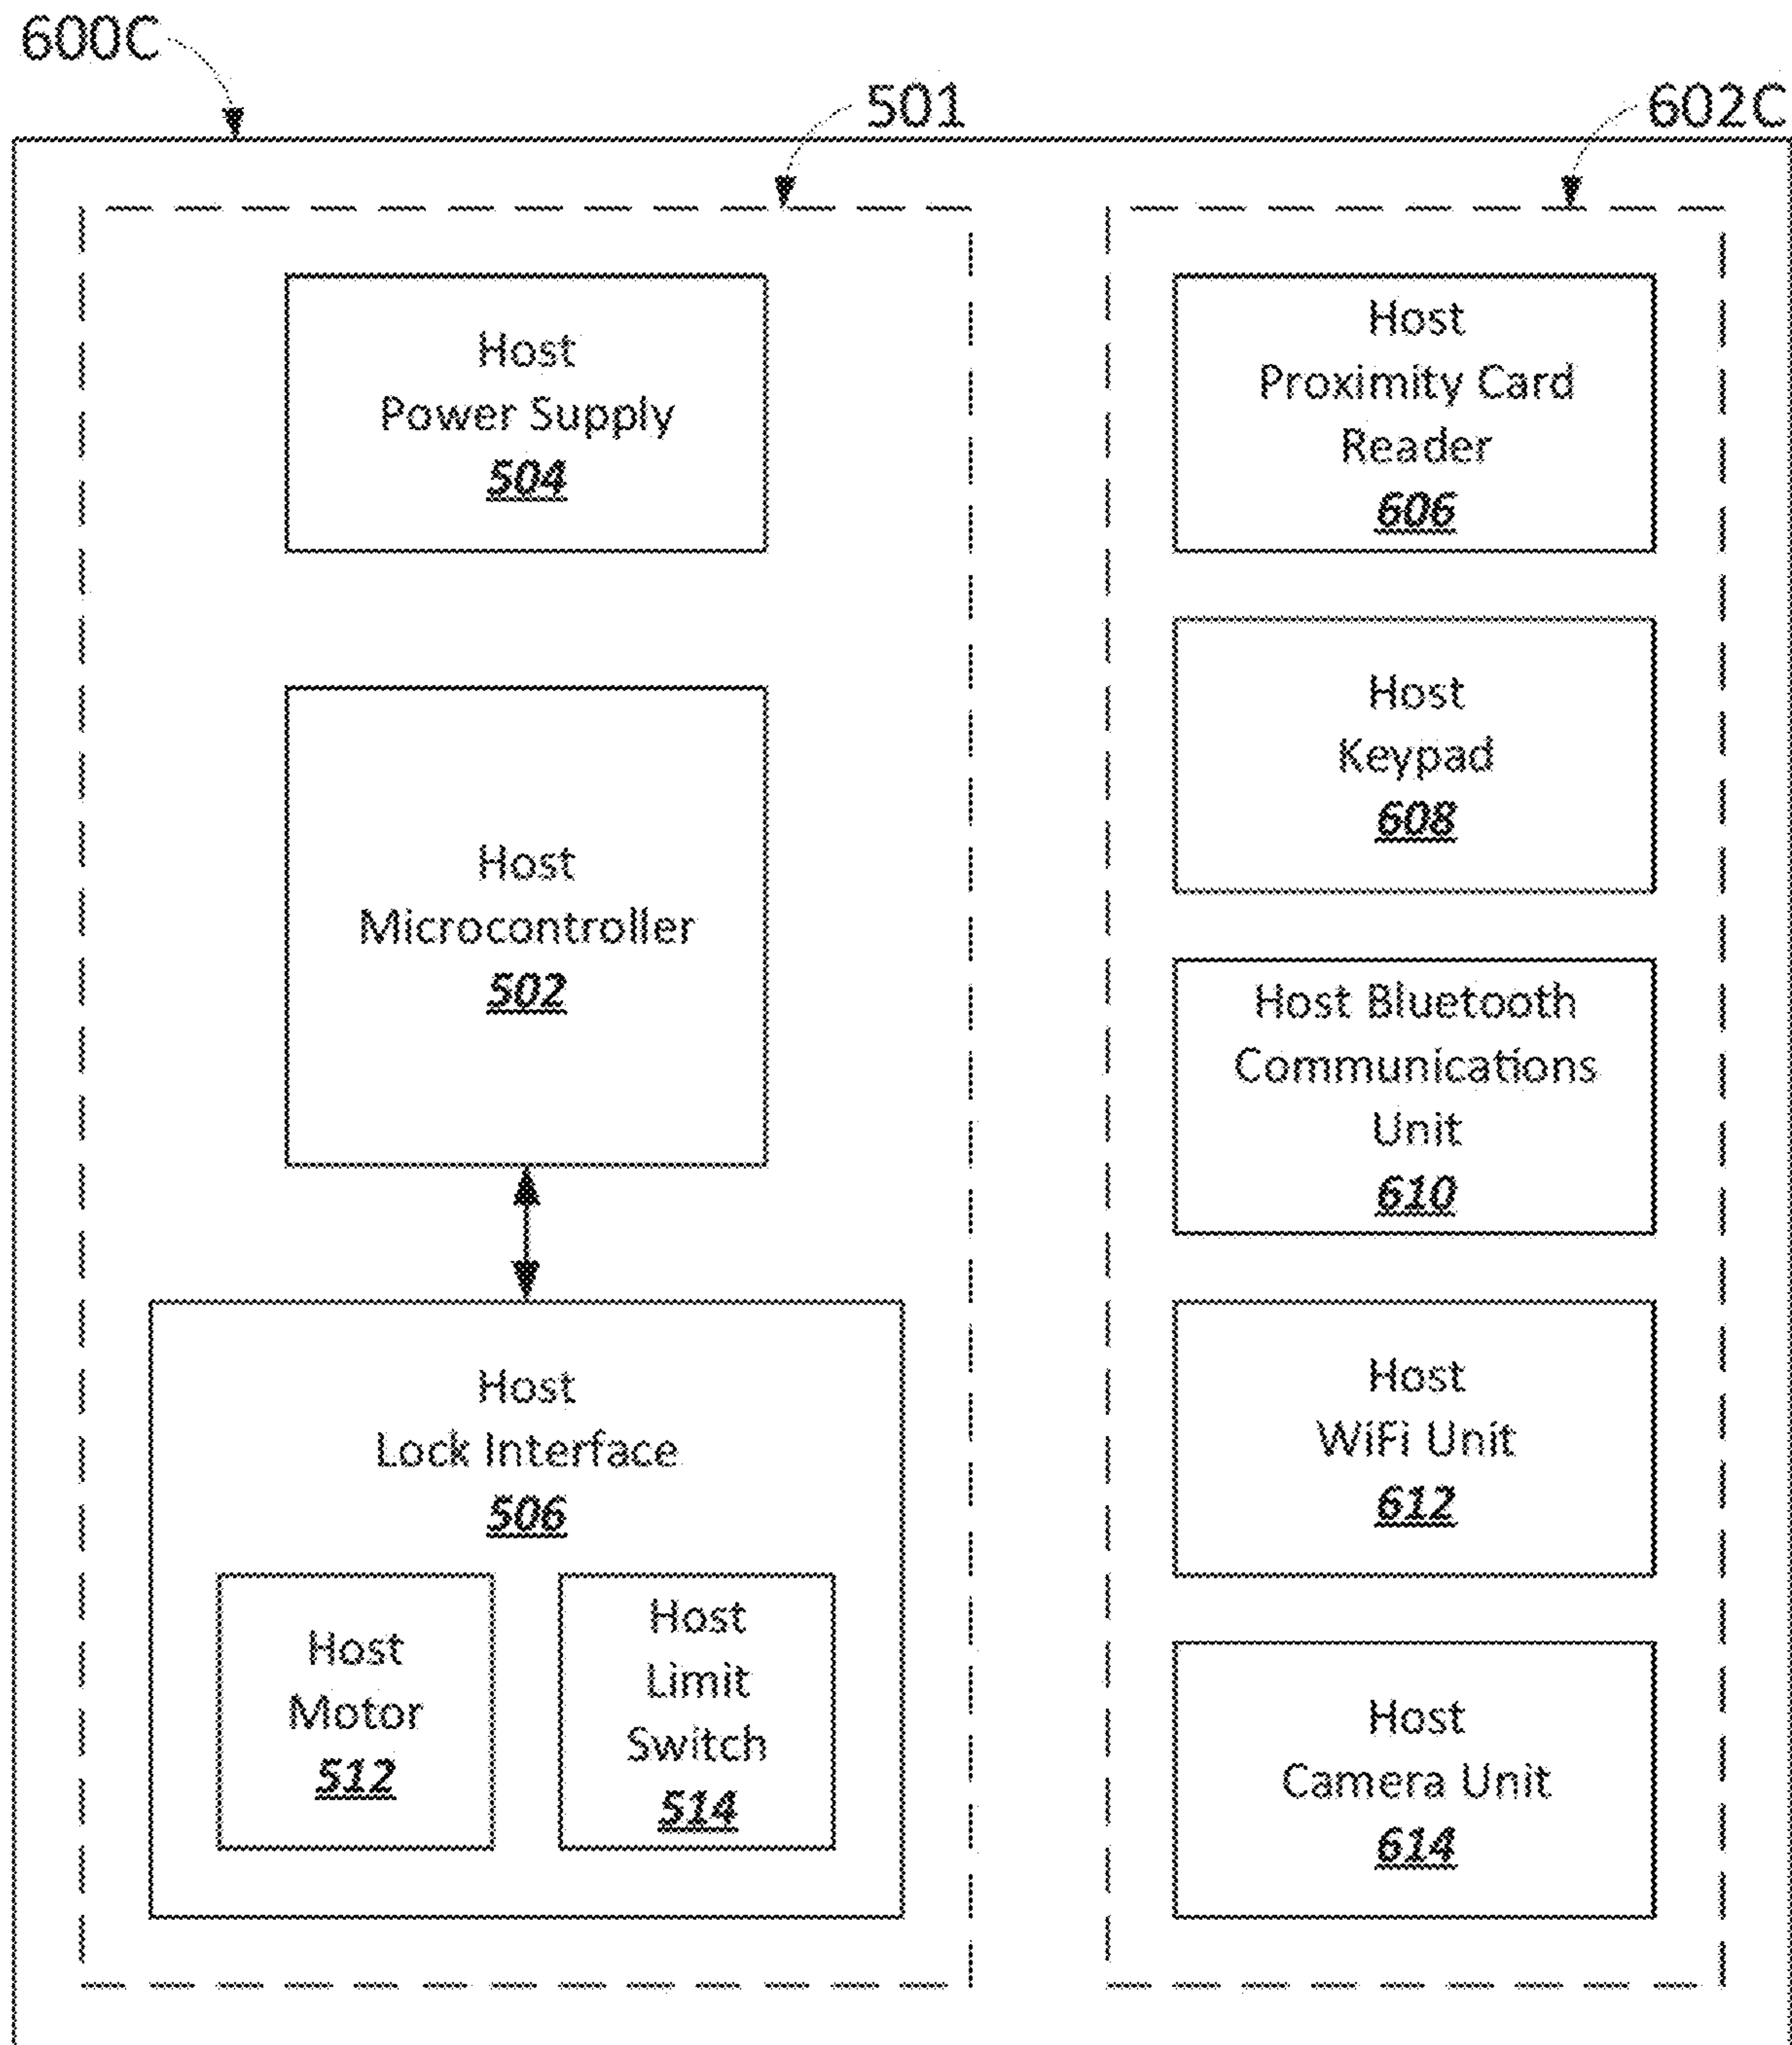 600C
501
602C
Host
Power Supply
504
Host
Microcontroller
502
Host
Lock Interface
506
Host
Motor
512
Host
Limit
Switch
514
Host
Proximity Card
Reader
606
Host
Keypad
608
Host Bluetooth
Communications
Unit
610
Host
WiFi Unit
612
Host
Camera Unit
614